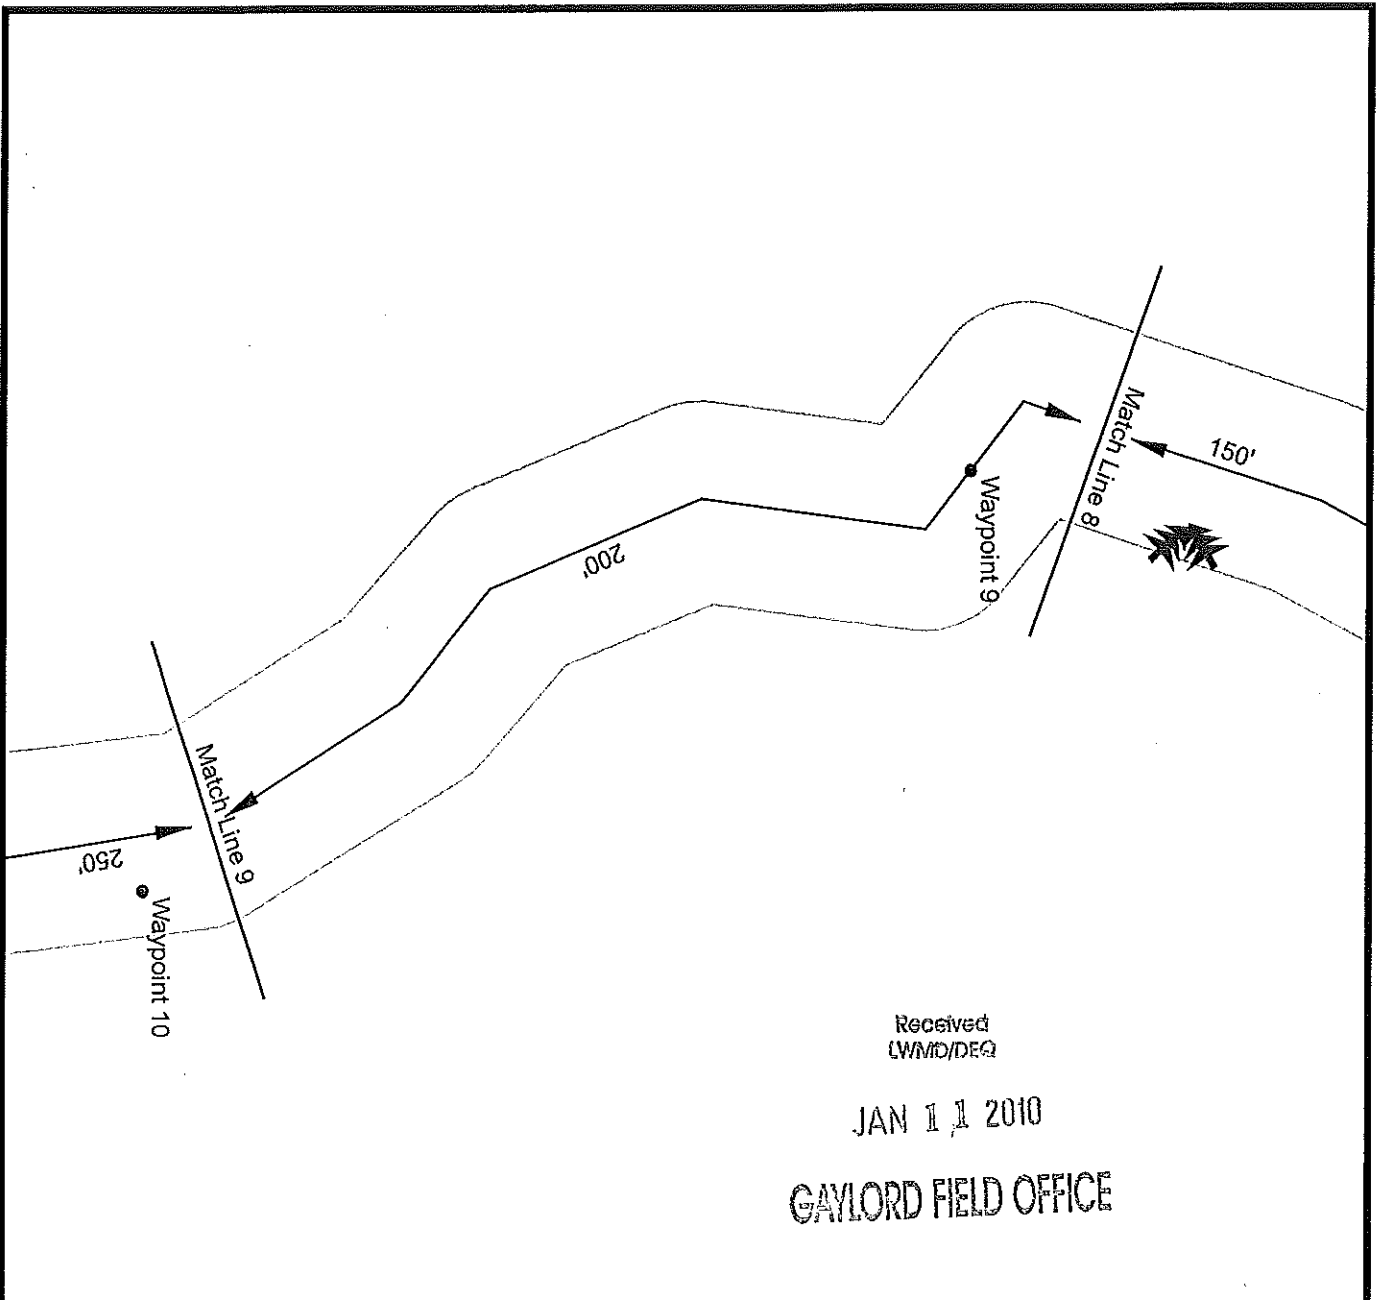 Match Line 8
150'
Waypoint 9
200'
Match Line 9
250'
Waypoint 10
Received
LWMD/DEQ
JAN 11 2010
GAYLORD FIELD OFFICE